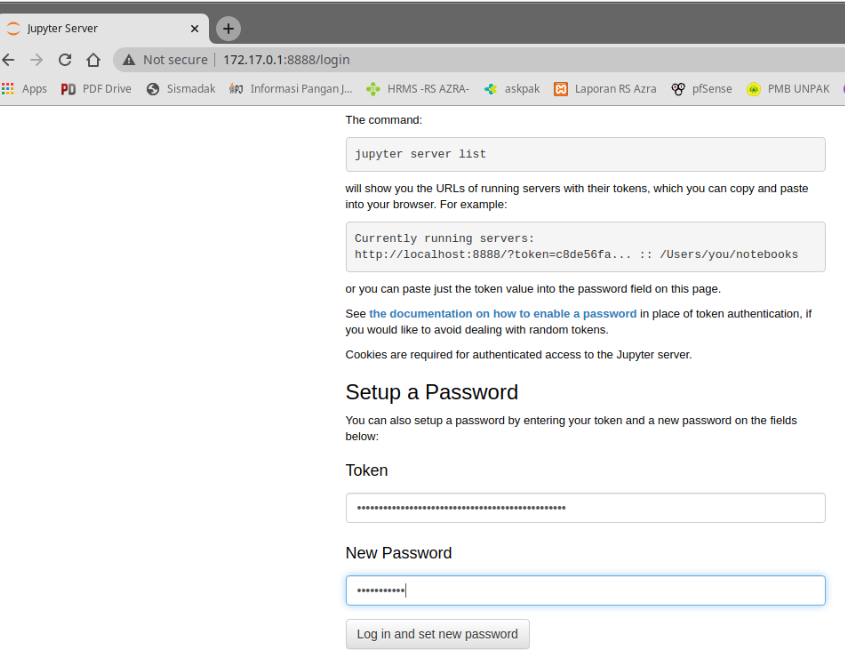 Jupyter Server
Not secure | 172.17.0.1:8888/login
Apps PDF Drive Sismadak Informasi Pangan J... HRMS -RS AZRA- askpak Laporan RS Azra pfSense PMB UNPAK
The command:
jupyter server list
will show you the URLs of running servers with their tokens, which you can copy and paste
into your browser. For example:
Currently running servers:
http://localhost:8888/?token=c8de56fa... :: /Users/you/notebooks
or you can paste just the token value into the password field on this page.
See the documentation on how to enable a password in place of token authentication, if
you would like to avoid dealing with random tokens.
Cookies are required for authenticated access to the Jupyter server.
Setup a Password
You can also setup a password by entering your token and a new password on the fields
below:
Token
New Password
Log in and set new password